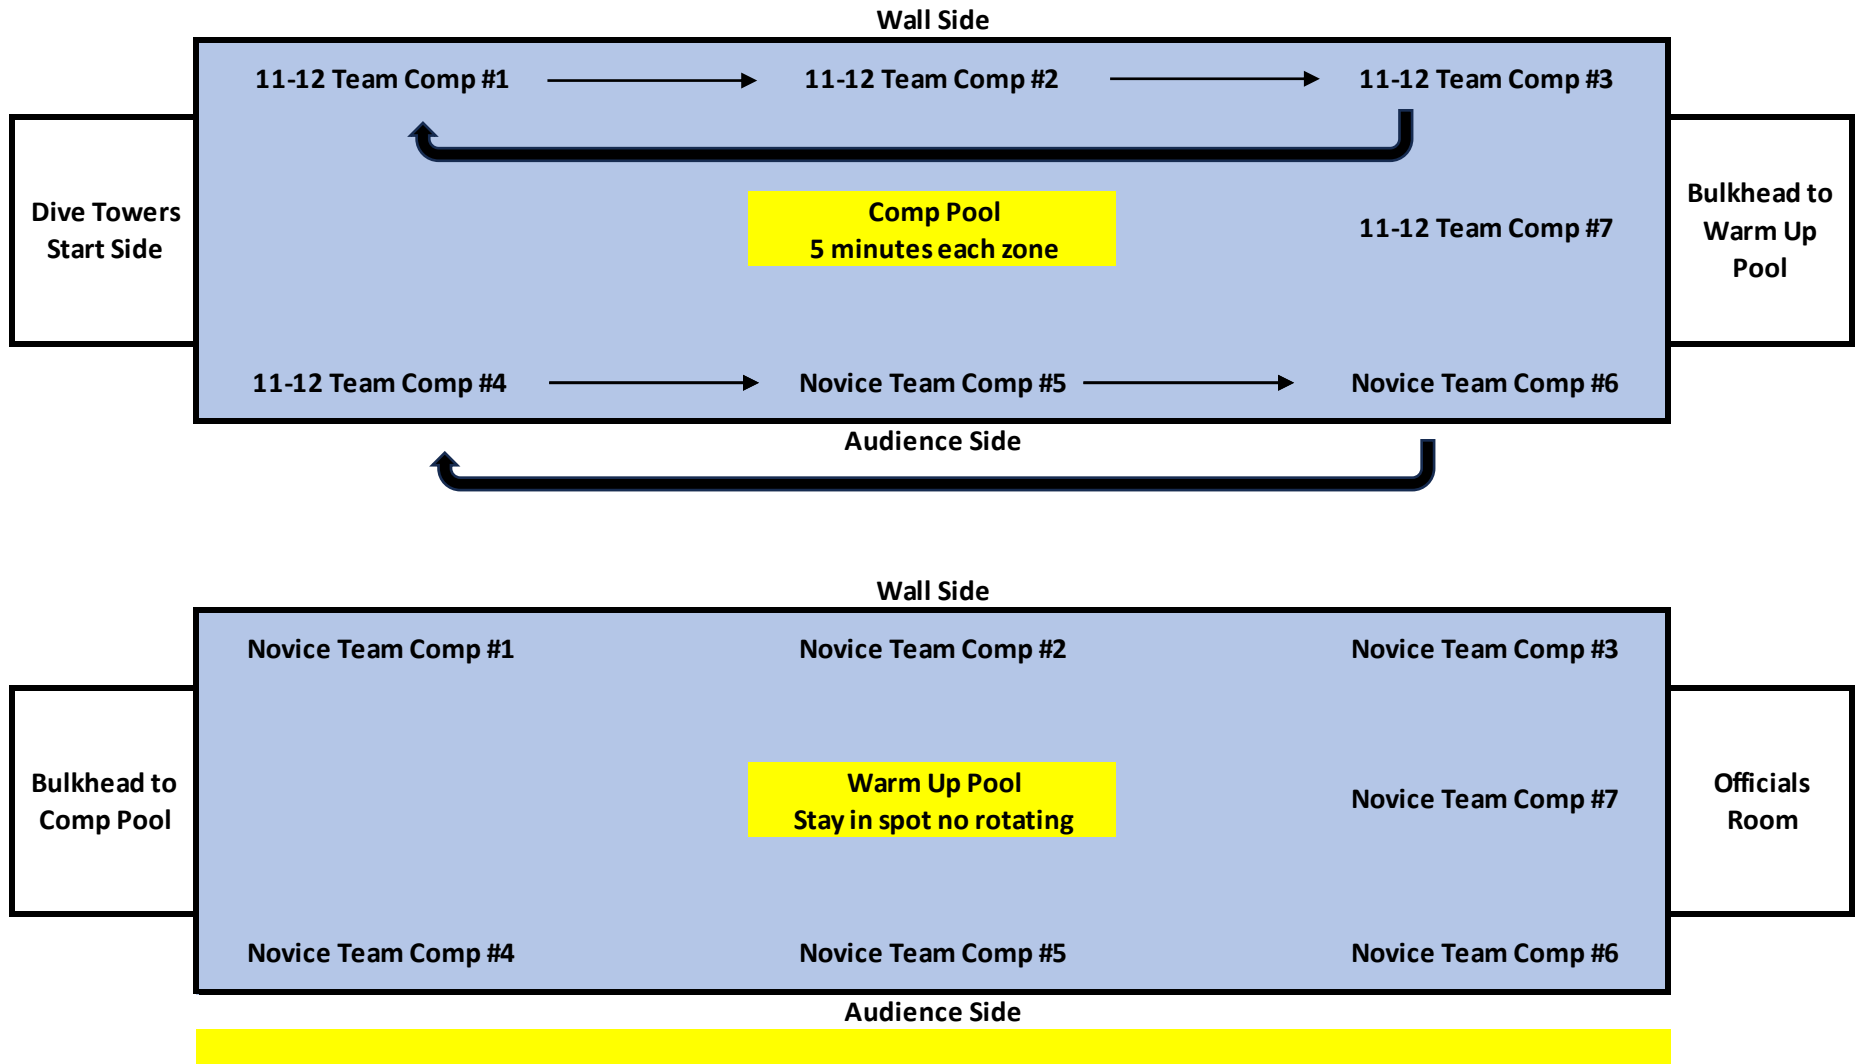 Wall Side
11-12 Team Comp #1
11-12 Team Comp #2
11-12 Team Comp #3
Dive Towers
Start Side
Comp Pool
5 minutes each zone
11-12 Team Comp #7
Bulkhead to
Warm Up
Pool
11-12 Team Comp #4
Novice Team Comp #5
Novice Team Comp #6
Audience Side
Wall Side
Novice Team Comp #1
Novice Team Comp #2
Novice Team Comp #3
Bulkhead to
Comp Pool
Warm Up Pool
Stay in spot no rotating
Novice Team Comp #7
Officials
Room
Novice Team Comp #4
Novice Team Comp #5
Novice Team Comp #6
Audience Side